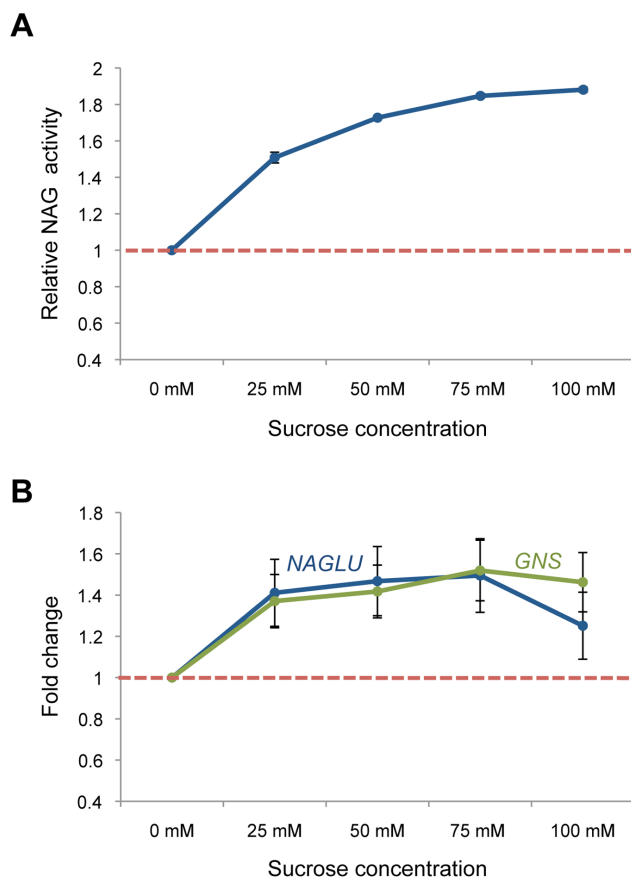 A
2
1.8
1.6
1.4
1.2
1
0.8
0.6
0.4
Relative NAG activity
0 mM 25 mM 50 mM 75 mM 100 mM
Sucrose concentration
B
1.8
1.6
1.4
1.2
1
0.8
0.6
0.4
Fold change
NAGLU
GNS
0 mM 25 mM 50 mM 75 mM 100 mM
Sucrose concentration